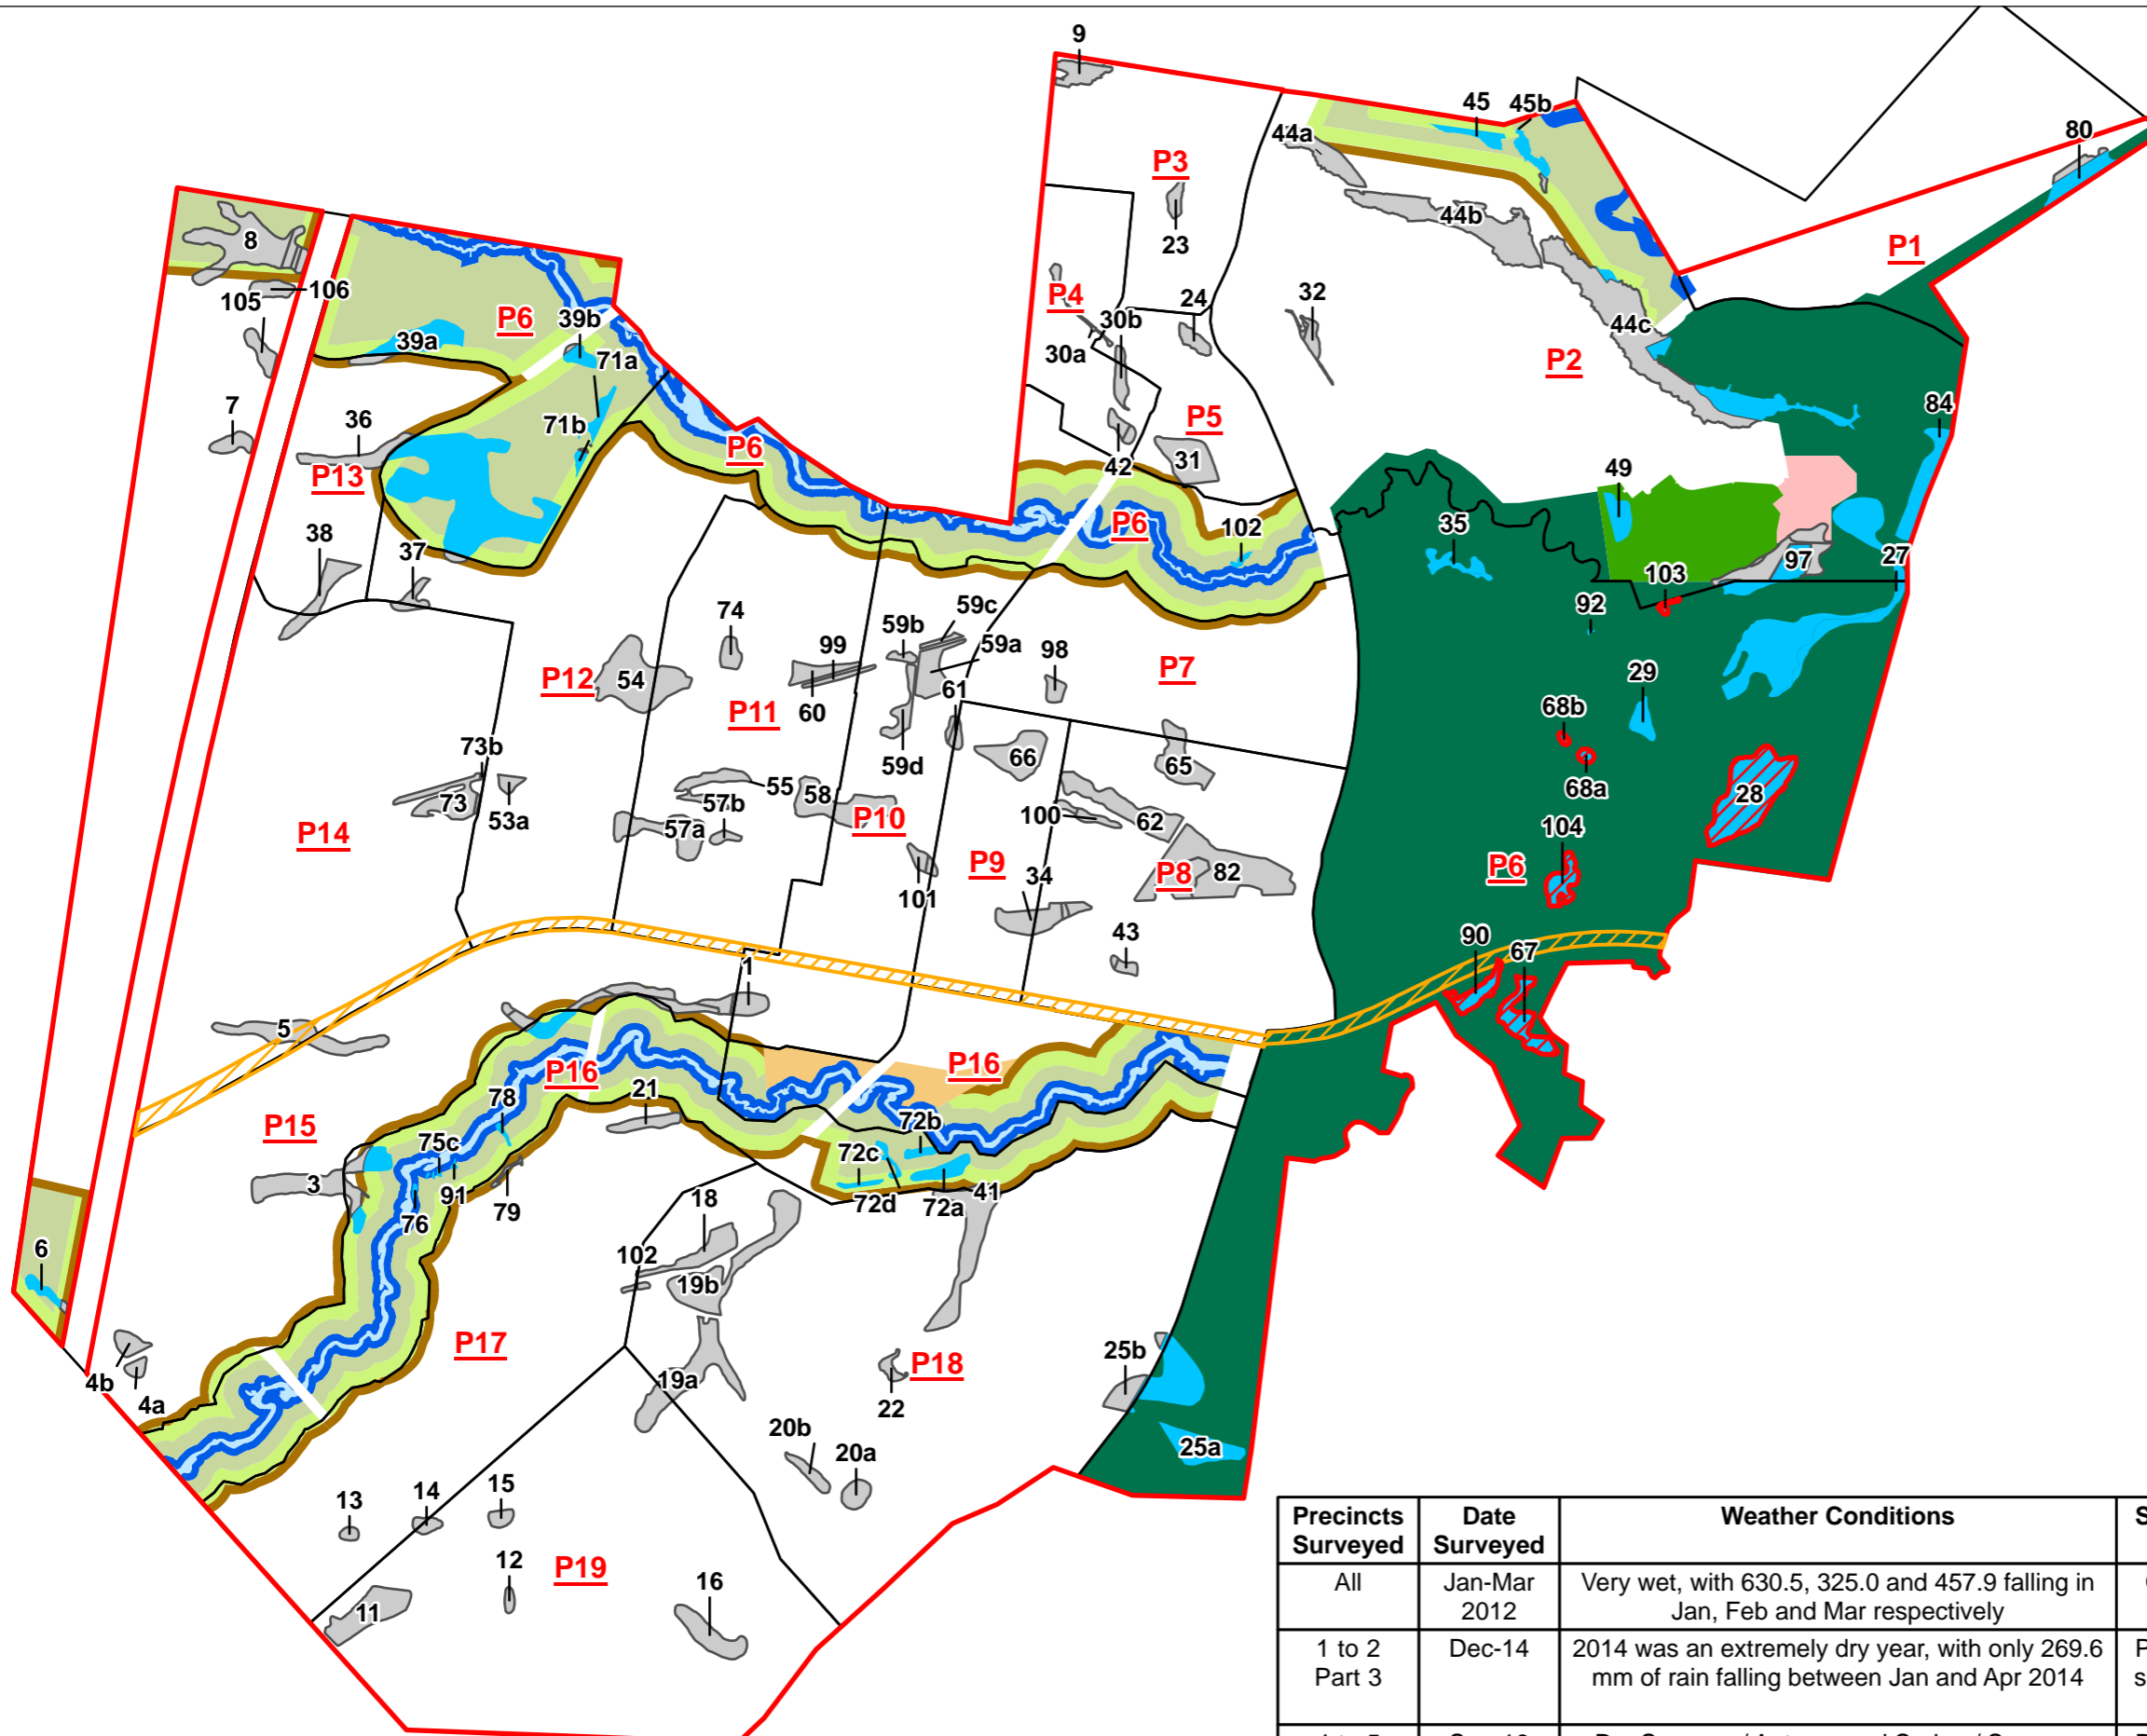 9
45
45b
44a
80
P3
44b
23
P1
8
106
105
P4
24
32
39b
P6
30b
44c
39a
30a
71a
P2
7
36
71b
84
P5
P13
P6
31
42
49
P6
102
35
38
37
97
27
103
59c
92
74
59b
59a
99
98
P7
P12
54
29
61
60
P11
68b
73b
66
65
59d
55
58
68a
28
73
57b
53a
100
62
P10
57a
104
P14
P9
34
P8
82
P6
101
43
90
67
1
5
P16
P16
78
21
P15
72b
75c
72c
3
91
79
76
72d
72a
41
18
6
102
19b
P17
25b
P18
4b
19a
4a
22
20b
20a
25a
13
14
15
12
P19
16
11
Precincts Surveyed
Date Surveyed
Weather Conditions
All
Jan-Mar 2012
Very wet, with 630.5, 325.0 and 457.9 falling in
Jan, Feb and Mar respectively
1 to 2
Part 3
Dec-14
2014 was an extremely dry year, with only 269.6
mm of rain falling between Jan and Apr 2014